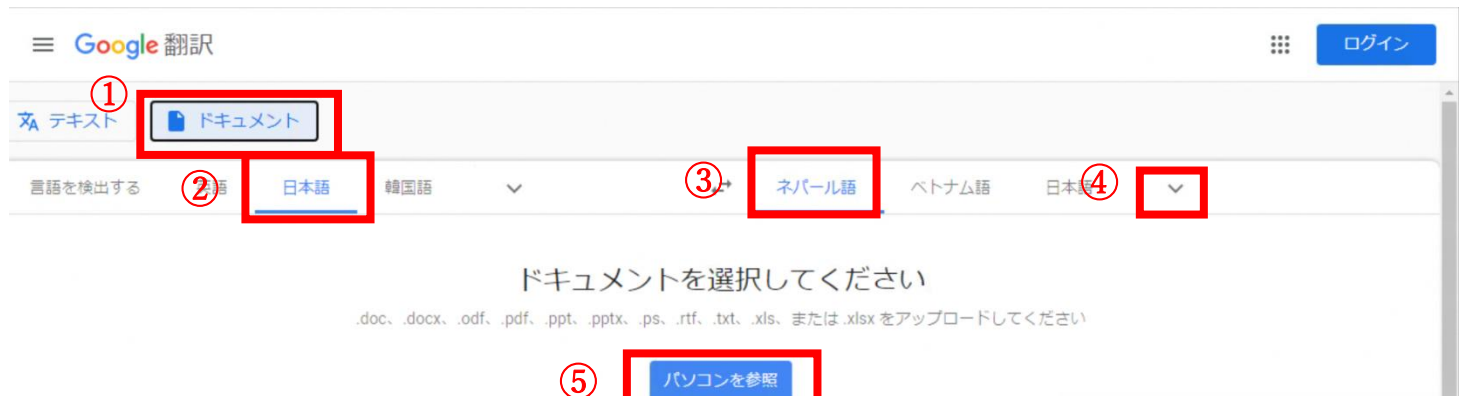 Google 翻訳
ログイン
①
テキスト
ドキュメント
言語を検出する
②
日本語
韓国語
③
ネパール語
ベトナム語
日本
④
ドキュメントを選択してください
.doc、.docx、.odf、.pdf、.ppt、.pptx、.ps、.rtf、.txt、.xls、または .xlsx をアップロードしてください
⑤
パソコンを参照